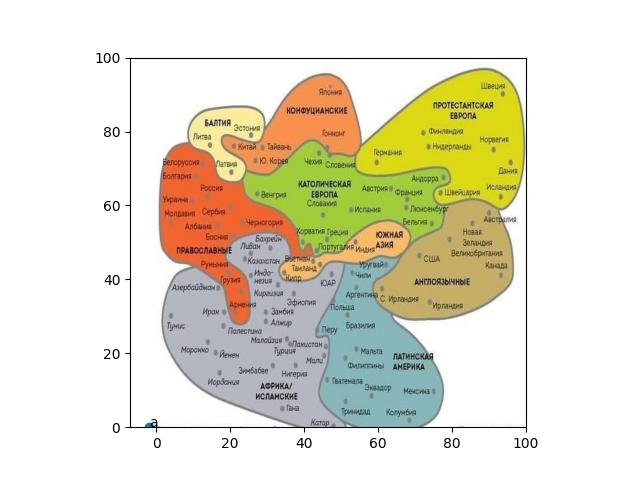 100
80
60
40
20
0
Швеция
Япония
ПРОТЕСТАНТСКАЯ
ЕВРОПА
КОНФУЦИАНСКИЕ
БАЛТИЯ
Эстония
Литва
Гонконг
Финляндия
Норвегия
Китай
Тайвань
Нидерланды
Германия
Белоруссия
Латвия
Ю. Корея
Чехия
Словения
Дания
Болгария
Андорра
Россия
КАТОЛИЧЕСКАЯ
ЕВРОПА
Австрия
Франция
Швейцария
Исландия
Венгрия
Украина
Словакия
Молдавия
Сербия
Испания
Люксембург
Австралия
Албания
Черногория
Бельгия
Босния
Хорватия
Греция
ЮЖНАЯ
АЗИЯ
Новая
Зеландия
Бахрейн
Ливан
Португалия
Индия
Великобритания
ПРАВОСЛАВНЫЕ
Казахстан
Вьетнам
США
Румыния
Таиланд
Уругвай
Канада
Грузия
Индо-
незия
Кипр
Чили
АНГЛОЯЗЫЧНЫЕ
Азербайджан
ЮАР
Киргизия
Аргентина
С. Ирландия
Эфиопия
Армения
Польша
Ирландия
Ирак
Замбия
Тунис
Алжир
Бразилия
Палестина
Перу
Малайзия
Пакистан
Марокко
Йемен
Турция
Мальта
ЛАТИНСКАЯ
АМЕРИКА
Мали
Филиппины
Зимбабве
Нигерия
Иордания
Гватемала
АФРИКА/
ИСЛАМСКИЕ
Эквадор
Мексика
Гана
Тринидад
Колумбия
Катар
a
0 20 40 60 80 100